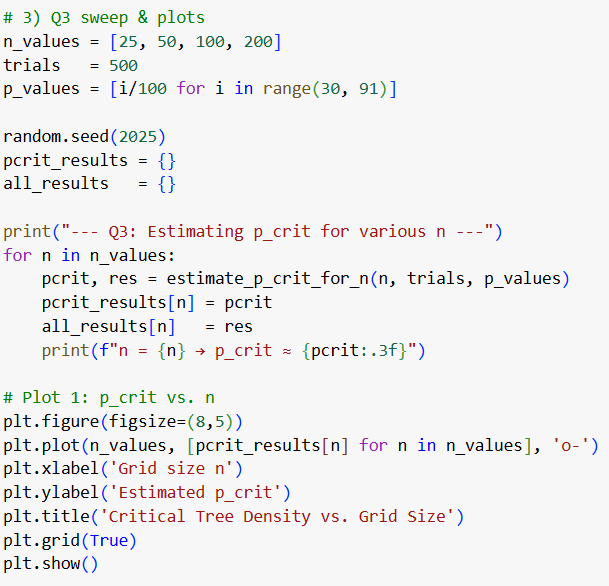 # 3) Q3 sweep & plots
n_values = [25, 50, 100, 200]
trials   = 500
p_values = [i/100 for i in range(30, 91)]

random.seed(2025)
pcrit_results = {}
all_results   = {}

print("--- Q3: Estimating p_crit for various n ---")
for n in n_values:
    pcrit, res = estimate_p_crit_for_n(n, trials, p_values)
    pcrit_results[n] = pcrit
    all_results[n]   = res
    print(f"n = {n} → p_crit ≈ {pcrit:.3f}")

# Plot 1: p_crit vs. n
plt.figure(figsize=(8,5))
plt.plot(n_values, [pcrit_results[n] for n in n_values], 'o-')
plt.xlabel('Grid size n')
plt.ylabel('Estimated p_crit')
plt.title('Critical Tree Density vs. Grid Size')
plt.grid(True)
plt.show()